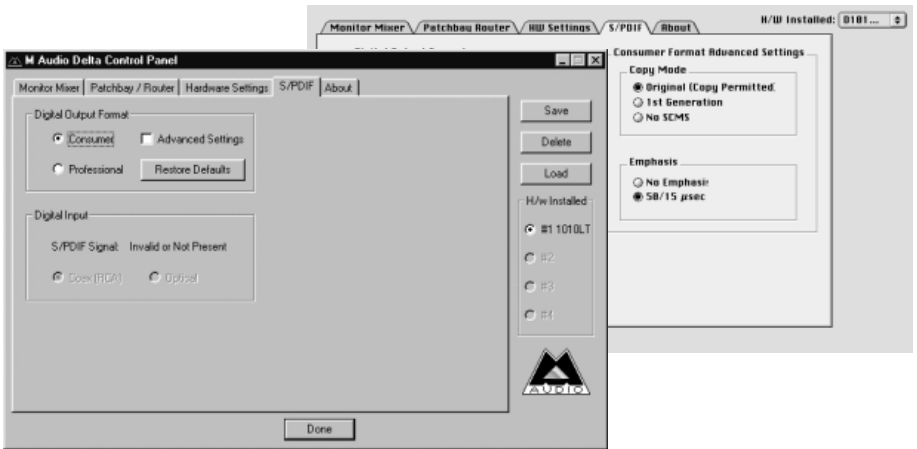 H/W Installed: D101...
Monitor Mixer Patchbay Router HW Settings S/PDIF About
Consumer Format Advanced Settings
Copy Mode
Original (Copy Permitted)
1st Generation
No SCMS
Emphasis
No Emphasis
50/15 µsec
M Audio Delta Control Panel
Monitor Mixer Patchbay / Router Hardware Settings S/PDIF About
Digital Output Format
Consumer Advanced Settings
Professional Restore Defaults
Digital Input
S/PDIF Signal: Invalid or Not Present
Coax (RCA) Optical
Save
Delete
Load
H/w Installed
#1 1010LT
#2
#3
#4
M
AUDIO
Done